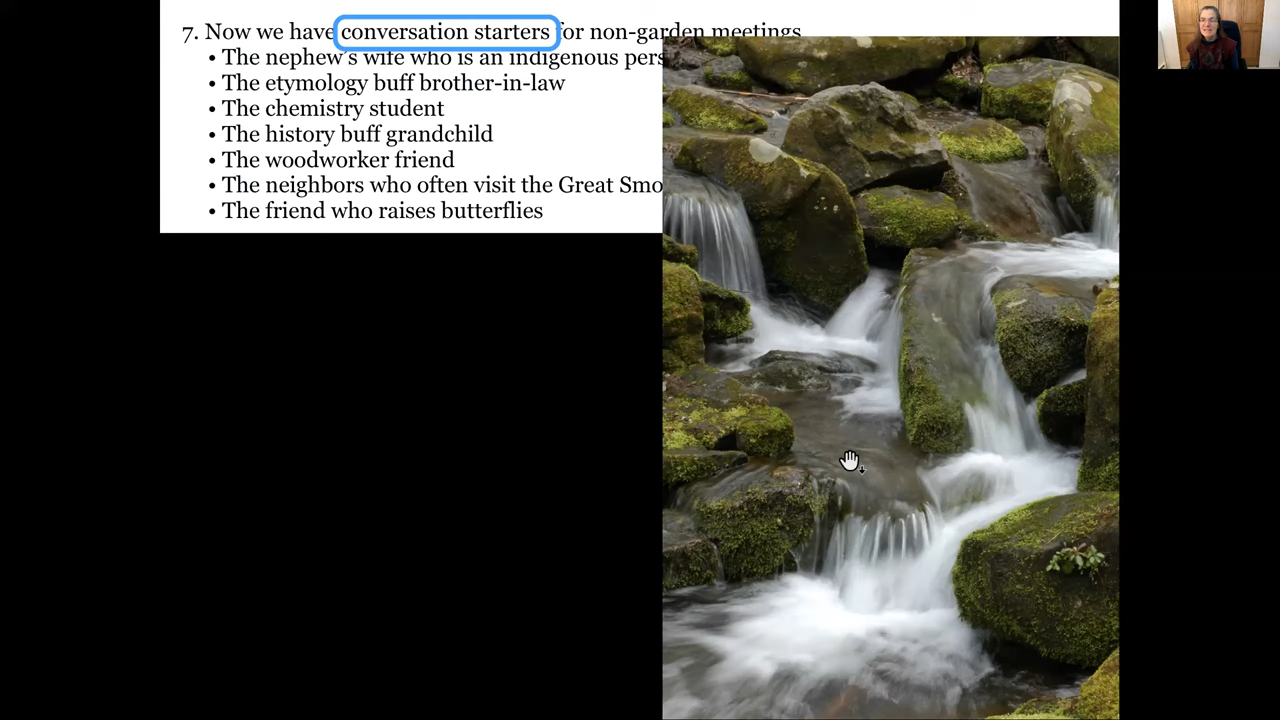 7. Now we have conversation starters for non-garden meetings
• The nephew's wife who is an indigenous pers
• The etymology buff brother-in-law
• The chemistry student
• The history buff grandchild
• The woodworker friend
• The neighbors who often visit the Great Smo
• The friend who raises butterflies